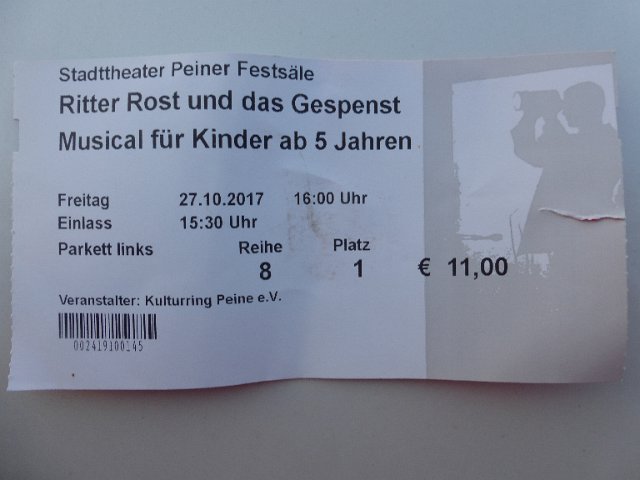 Stadttheater Peiner Festsäle
Ritter Rost und das Gespenst
Musical für Kinder ab 5 Jahren
Freitag 27.10.2017 16:00 Uhr
Einlass 15:30 Uhr
Parkett links Reihe Platz
8 1 € 11,00
Veranstalter: Kulturring Peine e.V.
002419100145